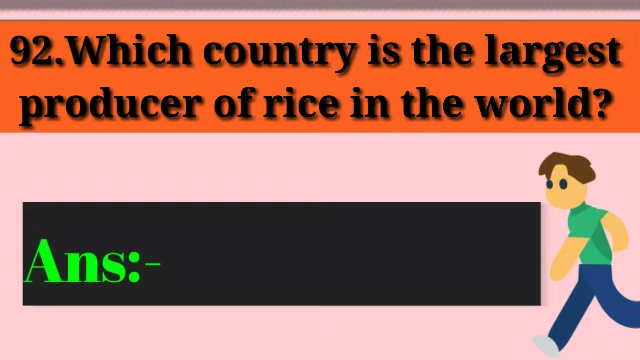 92.Which country is the largest
producer of rice in the world?
Ans:-